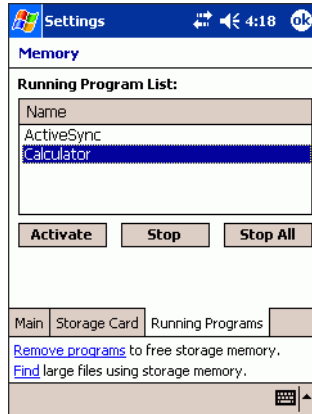 Settings 4:18 ok
Memory
Running Program List:
Name
ActiveSync
Calculator
Activate Stop Stop All
Main Storage Card Running Programs
Remove programs to free storage memory.
Find large files using storage memory.